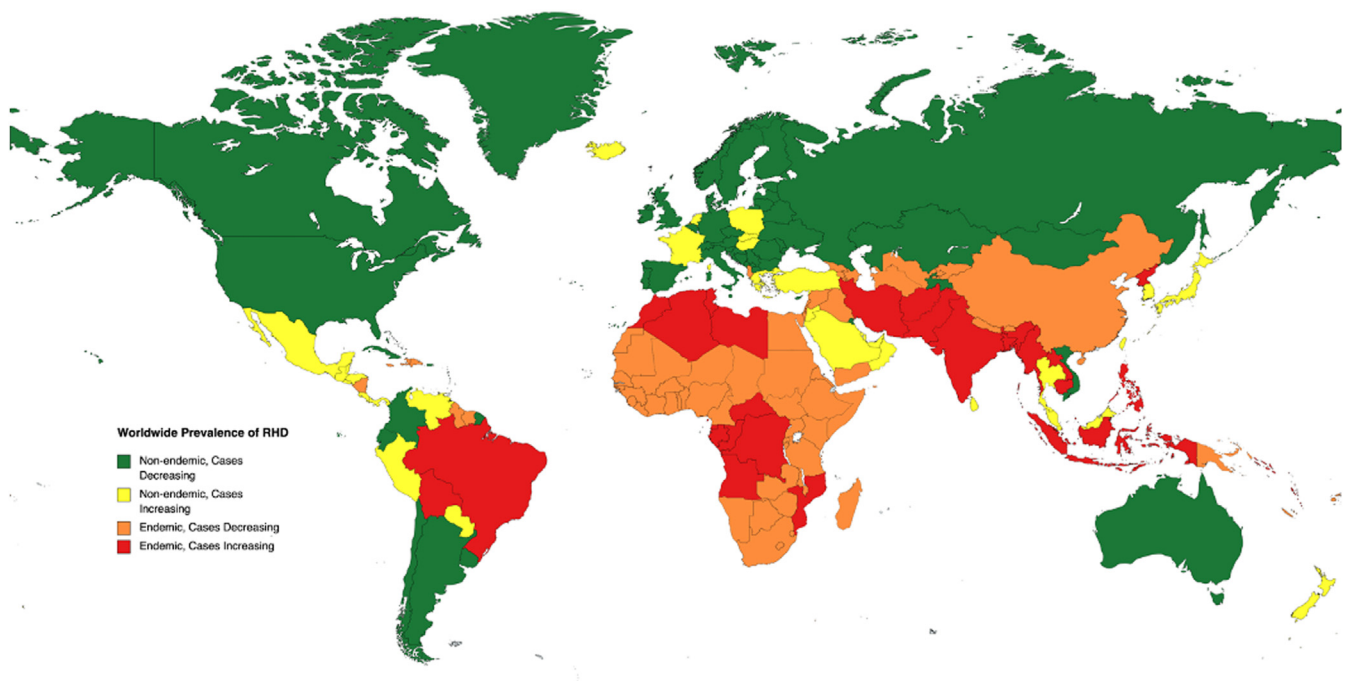 Worldwide Prevalence of RHD
Non-endemic, Cases
Decreasing
Non-endemic, Cases
Increasing
Endemic, Cases Decreasing
Endemic, Cases Increasing